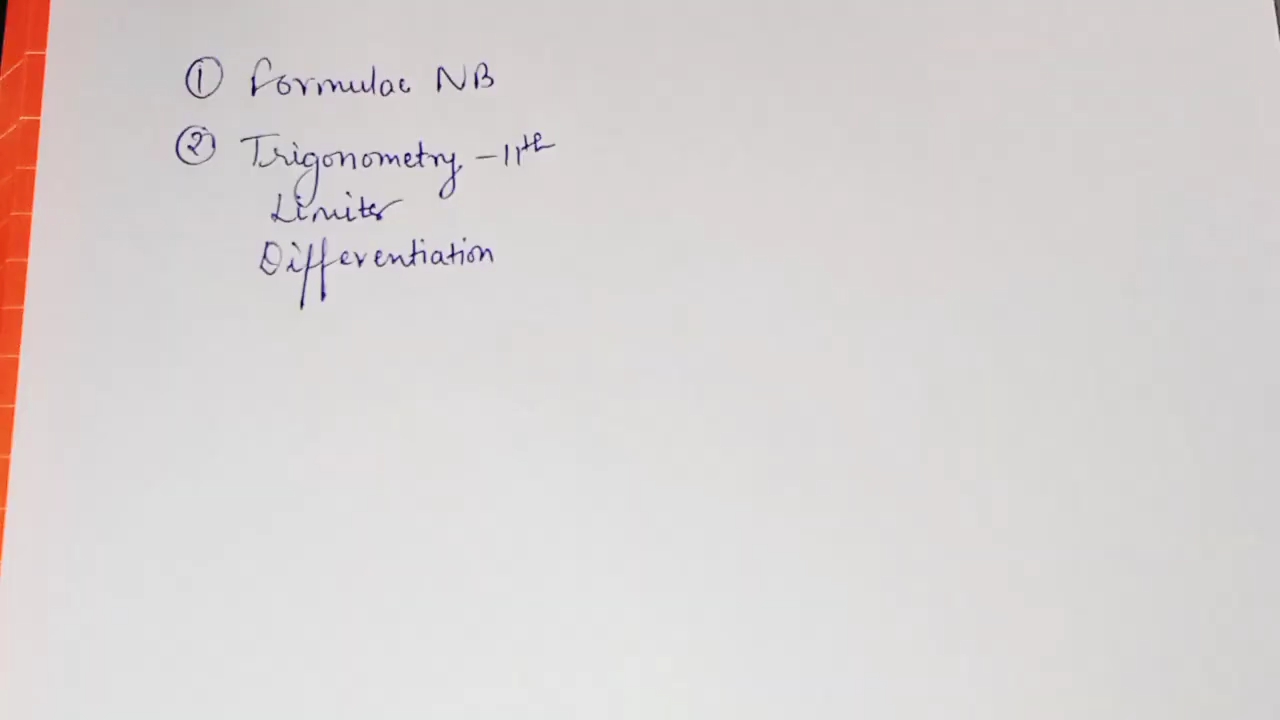 ① Formulae NB
② Trigonometry - 11th
Limits
Differentiation